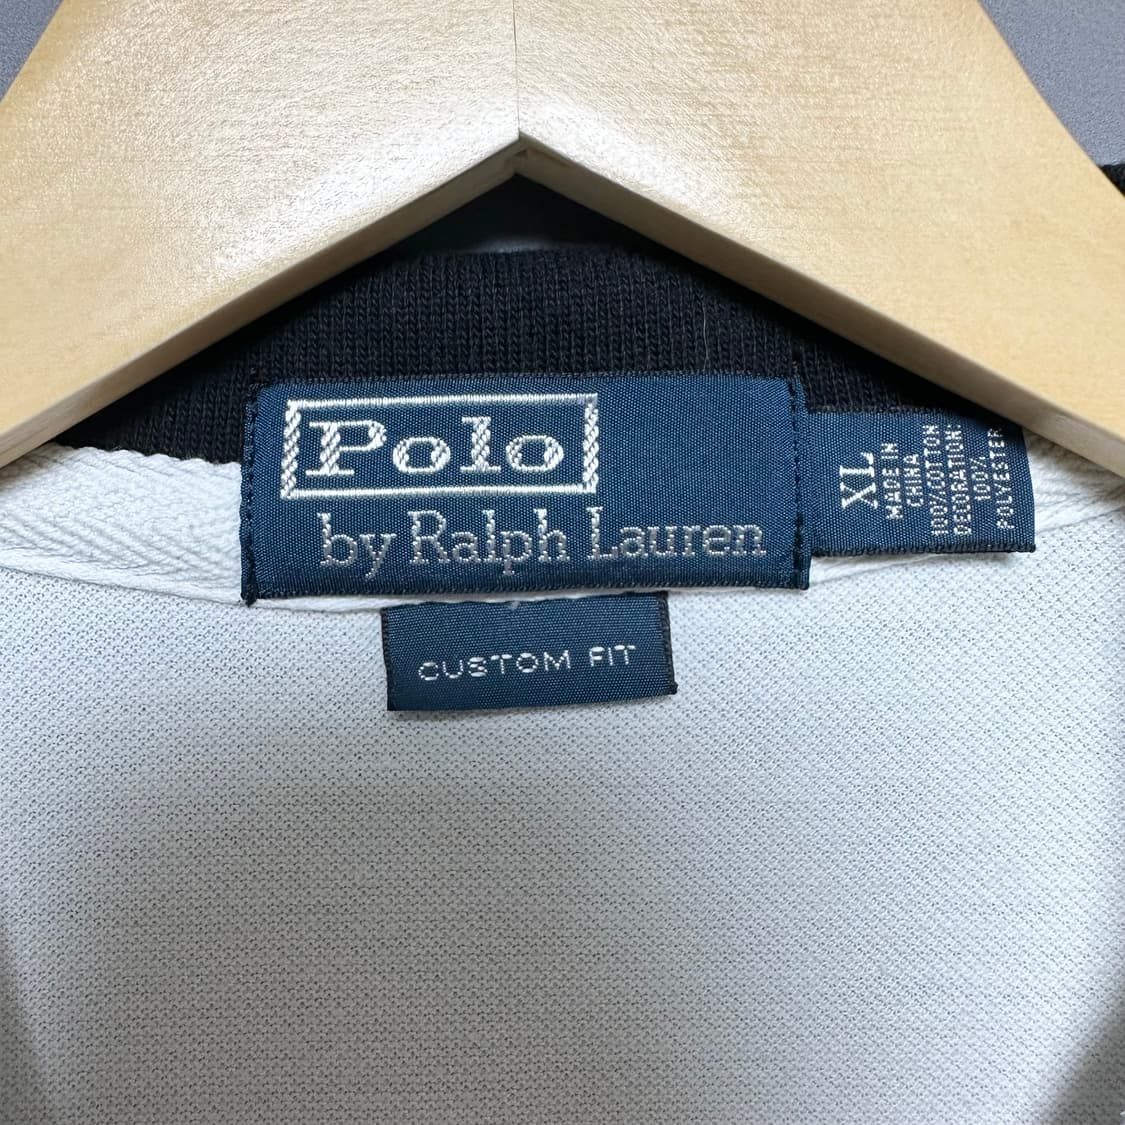 Polo
by Ralph Lauren
XL
MADE IN
CHINA
100% COTTON
DECORATION:
100%
POLYESTER
CUSTOM FIT